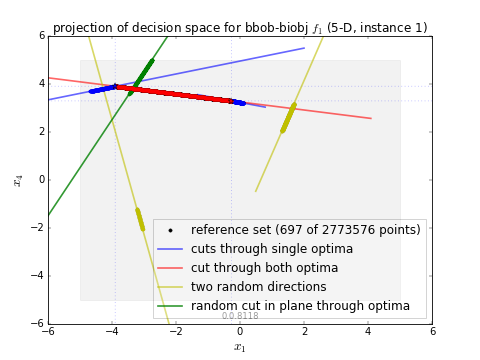 projection of decision space for bbob-biobj f₁ (5-D, instance 1)
6
4
2
0
−2
−4
−6
x₄
reference set (697 of 2773576 points)
cuts through single optima
cut through both optima
two random directions
random cut in plane through optima
0.0.8118
−6
−4
−2
0
2
4
6
x₁